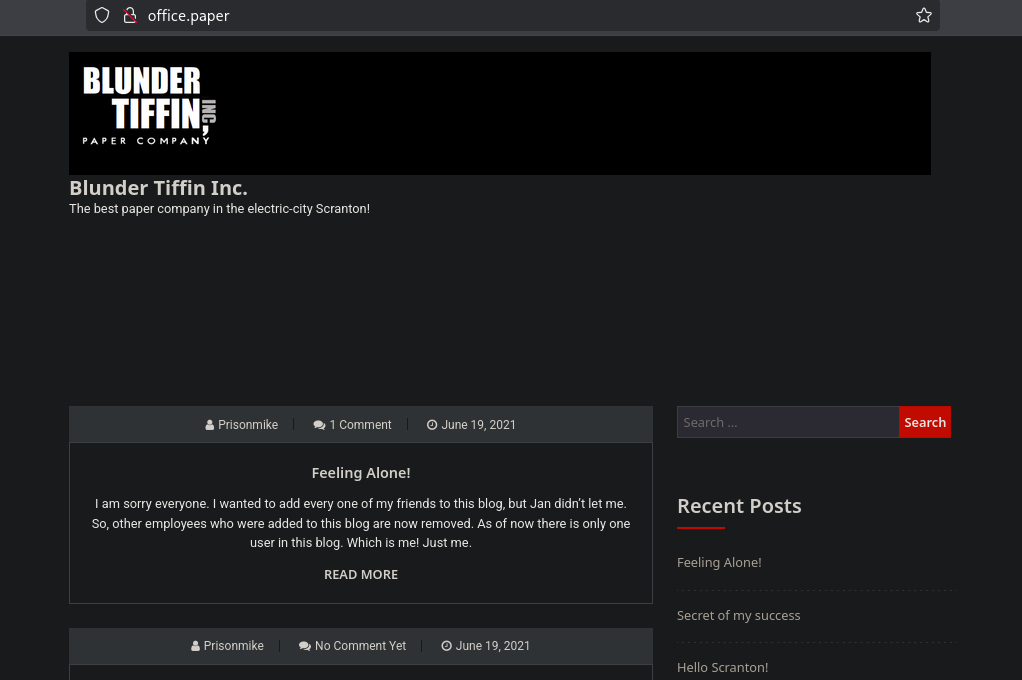 office.paper
BLUNDER
TIFFIN, INC
PAPER COMPANY
Blunder Tiffin Inc.
The best paper company in the electric-city Scranton!
Prisonmike 1 Comment June 19, 2021
Feeling Alone!
I am sorry everyone. I wanted to add every one of my friends to this blog, but Jan didn’t let me.
So, other employees who were added to this blog are now removed. As of now there is only one
user in this blog. Which is me! Just me.
READ MORE
Prisonmike No Comment Yet June 19, 2021
Search ... Search
Recent Posts
Feeling Alone!
Secret of my success
Hello Scranton!